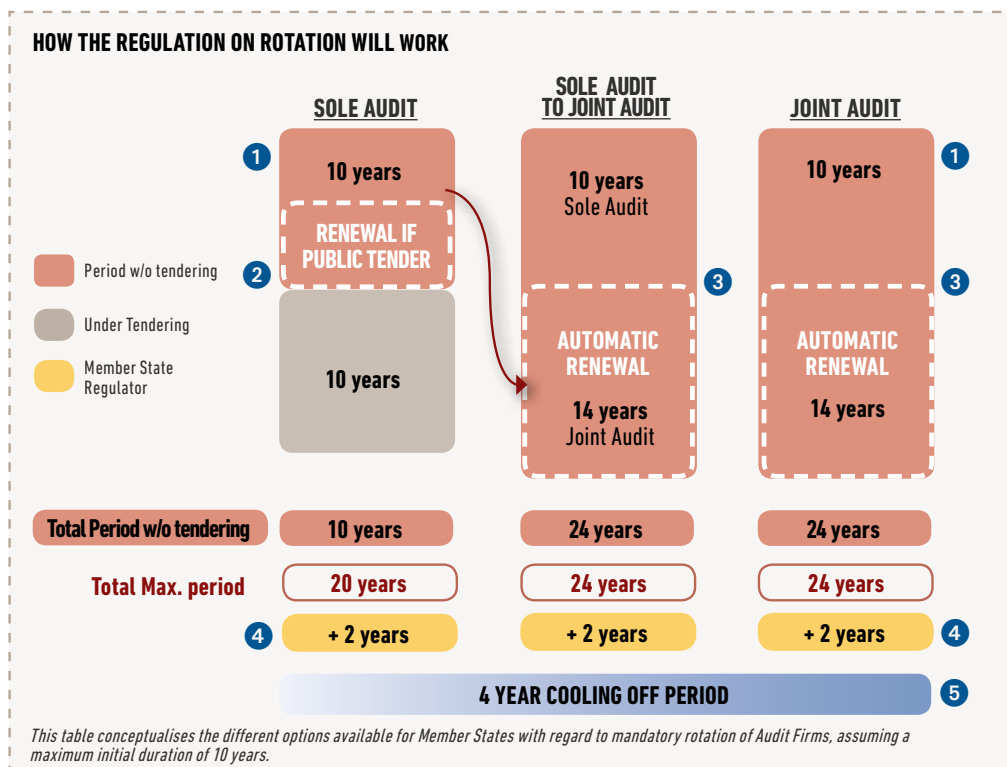 HOW THE REGULATION ON ROTATION WILL WORK
SOLE AUDIT
SOLE AUDIT
TO JOINT AUDIT
JOINT AUDIT
1
10 years
RENEWAL IF
PUBLIC TENDER
2
10 years
10 years
Sole Audit
3
AUTOMATIC
RENEWAL
14 years
Joint Audit
10 years
1
3
AUTOMATIC
RENEWAL
14 years
Period w/o tendering
Under Tendering
Member State
Regulator
Total Period w/o tendering
10 years
24 years
24 years
Total Max. period
20 years
24 years
24 years
4
+ 2 years
+ 2 years
+ 2 years
4
4 YEAR COOLING OFF PERIOD
5
This table conceptualises the different options available for Member States with regard to mandatory rotation of Audit Firms, assuming a
maximum initial duration of 10 years.